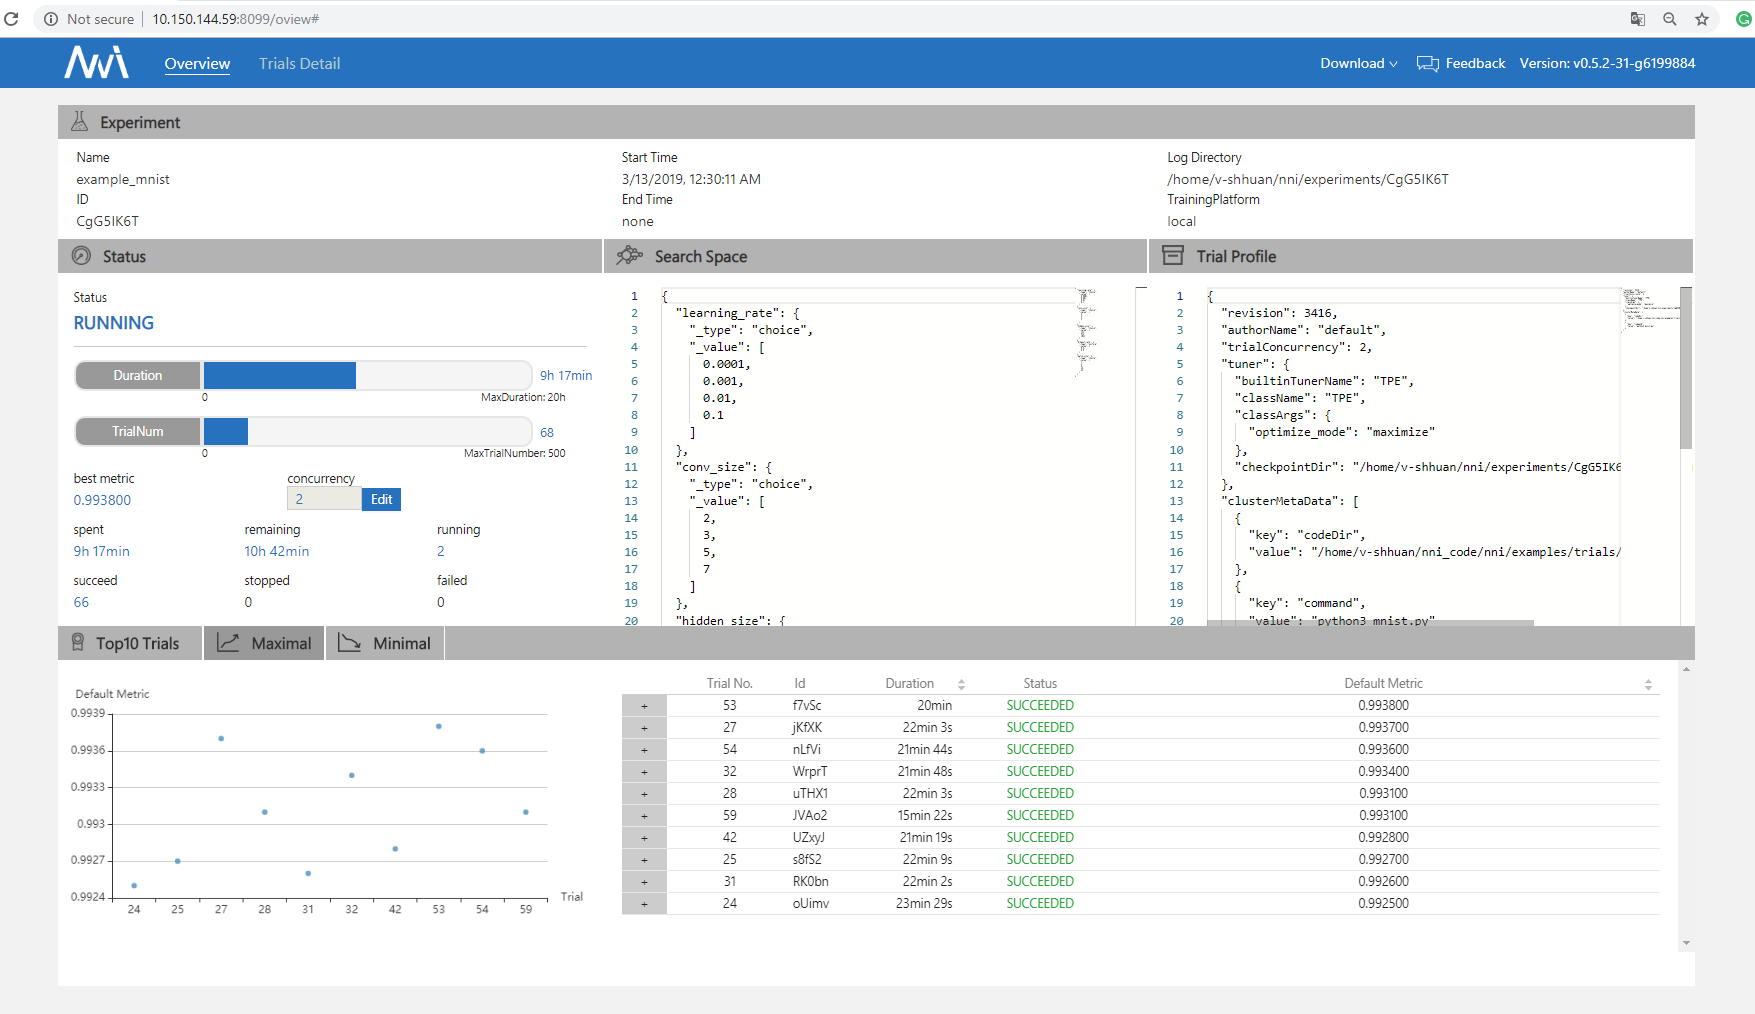 Not secure | 10.150.144.59:8099/oview#
NNI Overview Trials Detail Download Feedback Version: v0.5.2-31-g6199884
Experiment
Name Start Time Log Directory
example_mnist 3/13/2019, 12:30:11 AM /home/v-shhuan/nni/experiments/CgG5IK6T
ID End Time TrainingPlatform
CgG5IK6T none local
Status
Status
RUNNING
Duration 9h 17min
0 MaxDuration: 20h
TrialNum 68
0 MaxTrialNumber: 500
best metric concurrency
0.993800 2 Edit
spent remaining running
9h 17min 10h 42min 2
succeed stopped failed
66 0 0
Search Space
1 {
2 "learning_rate": {
3 "_type": "choice",
4 "_value": [
5 0.0001,
6 0.001,
7 0.01,
8 0.1
9 ]
10 },
11 "conv_size": {
12 "_type": "choice",
13 "_value": [
14 2,
15 3,
16 5,
17 7
18 ]
19 },
20 "hidden_size": {
Trial Profile
1 {
2 "revision": 3416,
3 "authorName": "default",
4 "trialConcurrency": 2,
5 "tuner": {
6 "builtinTunerName": "TPE",
7 "className": "TPE",
8 "classArgs": {
9 "optimize_mode": "maximize"
10 },
11 "checkpointDir": "/home/v-shhuan/nni/experiments/CgG5IK6
12 },
13 "clusterMetaData": [
14 {
15 "key": "codeDir",
16 "value": "/home/v-shhuan/nni_code/nni/examples/trials/
17 },
18 {
19 "key": "command",
20 "value": "python3 mnist.py"
Top10 Trials Maximal Minimal
Default Metric
0.9939
0.9936
0.9933
0.993
0.9927
0.9924
24 25 27 28 31 32 42 53 54 59
Trial
Trial No. Id Duration Status Default Metric
+ 53 f7vSc 20min SUCCEEDED 0.993800
+ 27 jKfXK 22min 3s SUCCEEDED 0.993700
+ 54 nLfVi 21min 44s SUCCEEDED 0.993600
+ 32 WrprT 21min 48s SUCCEEDED 0.993400
+ 28 uTHX1 22min 3s SUCCEEDED 0.993100
+ 59 JVAo2 15min 22s SUCCEEDED 0.993100
+ 42 UZxyJ 21min 19s SUCCEEDED 0.992800
+ 25 s8fS2 22min 9s SUCCEEDED 0.992700
+ 31 RK0bn 22min 2s SUCCEEDED 0.992600
+ 24 oUimv 23min 29s SUCCEEDED 0.992500